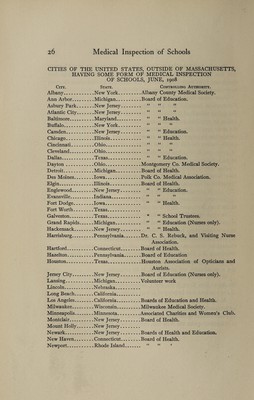 26 Medical Inspection of Schools
CITIES OF THE UNITED STATES, OUTSIDE OF MASSACHUSETTS,
HAVING SOME FORM OF MEDICAL INSPECTION
OF SCHOOLS, JUNE, 1908
City. State. Controlling Authority.
Albany..........New York........Albany County Medical Society.
Ann Arbor..........Michigan..........Board of Education.
Asbury Park........New Jersey........ " " "
Atlantic City........New Jersey........ " " "
Baltimore..........Maryland.......... " " Health.
Buffalo..........New York.......... " " "
Camden..........New Jersey........ " " Education.
Chicago..........Illinois.......... " " Health.
Cincinnati..........Ohio.......... " " "
Cleveland..........Ohio.......... " " "
Dallas..........Texas.......... " " Education.
Dayton..........Ohio..........Montgomery Co. Medical Society.
Detroit..........Michigan..........Board of Health.
Des Moines..........Iowa..........Polk Co. Medical Association.
Elgin..........Illinois..........Board of Health.
Englewood..........New Jersey........ " " Education.
Evansville..........Indiana.......... " " "
Fort Dodge..........Iowa.......... " " Health.
Fort Worth..........Texas.......... " " "
Galveston..........Texas.......... " " School Trustees.
Grand Rapids........Michigan.......... " " Education (Nurses only).
Hackensack..........New Jersey........ " " Health.
Harrisburg..........Pennsylvania........Dr. C. S. Rebuck, and Visiting Nurse
Association.
Hartford..........Connecticut........Board of Health.
Hazelton..........Pennsylvania........Board of Education
Houston..........Texas..........Houston Association of Opticians and
Aurists.
Jersey City..........New Jersey........Board of Education (Nurses only).
Lansing..........Michigan..........Volunteer work
Lincoln..........Nebraska..........
Long Beach..........California..........
Los Angeles..........California..........Boards of Education and Health.
Milwaukee..........Wisconsin..........Milwaukee Medical Society.
Minneapolis..........Minnesota..........Associated Charities and Women's Club.
Montclair..........New Jersey..........Board of Health.
Mount Holly........New Jersey........
Newark..........New Jersey..........Boards of Health and Education.
New Haven..........Connecticut........Board of Health.
Newport..........Rhode Island........ " " "